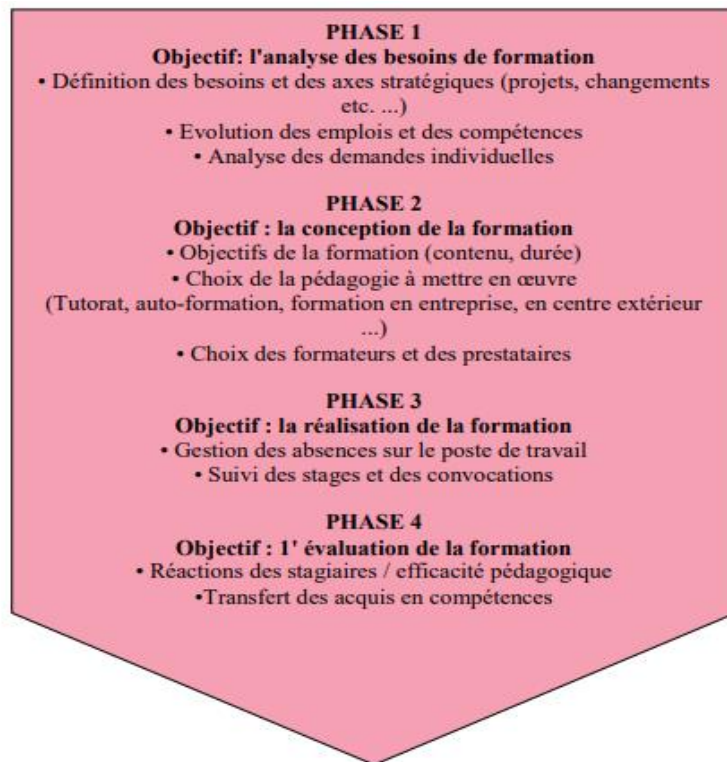 PHASE 1
Objectif: l'analyse des besoins de formation
• Définition des besoins et des axes stratégiques (projets, changements
etc. ...)
• Evolution des emplois et des compétences
• Analyse des demandes individuelles
PHASE 2
Objectif : la conception de la formation
• Objectifs de la formation (contenu, durée)
• Choix de la pédagogie à mettre en œuvre
(Tutorat, auto-formation, formation en entreprise, en centre extérieur
...)
• Choix des formateurs et des prestataires
PHASE 3
Objectif : la réalisation de la formation
• Gestion des absences sur le poste de travail
• Suivi des stages et des convocations
PHASE 4
Objectif : 1' évaluation de la formation
• Réactions des stagiaires / efficacité pédagogique
•Transfert des acquis en compétences